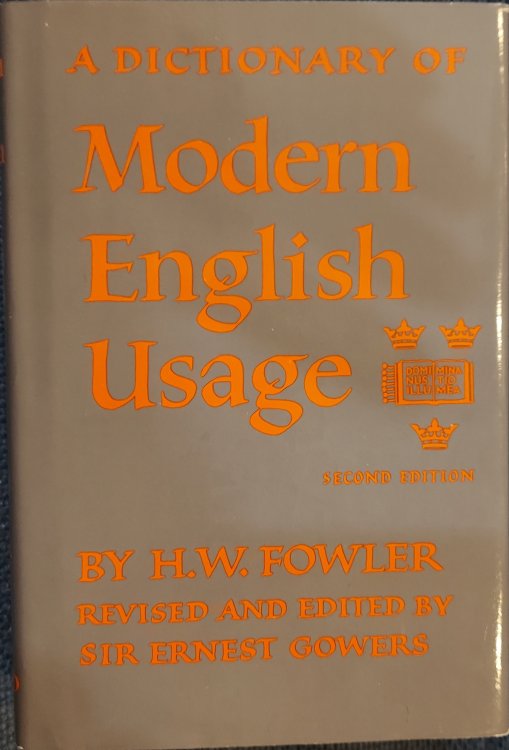 A DICTIONARY OF
Modern
English
Usage
DOMI MINA
NUS TIO
ILLU MEA
SECOND EDITION
BY H.W. FOWLER
REVISED AND EDITED BY
SIR ERNEST GOWERS